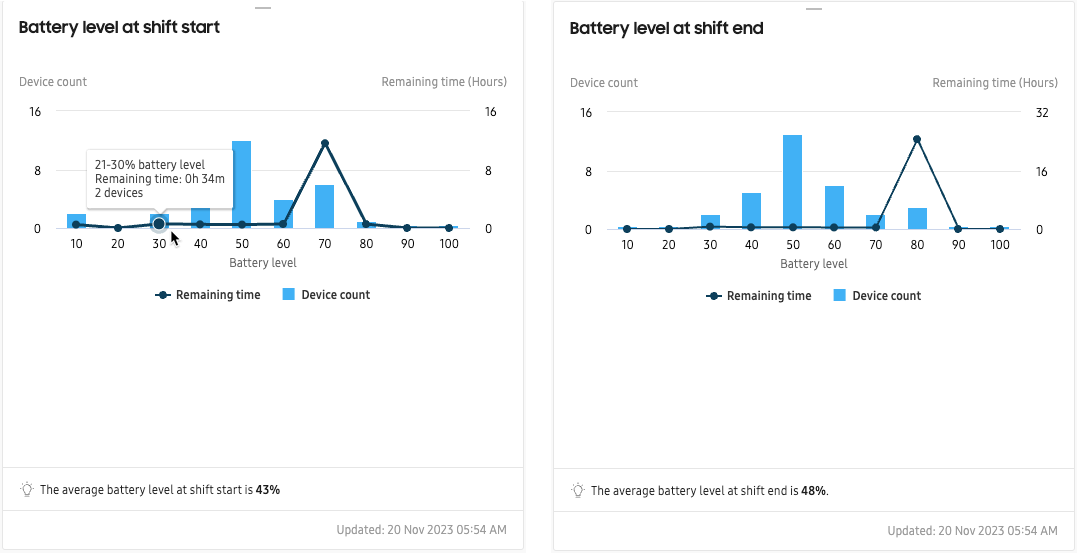 Battery level at shift start
Device count
Remaining time (Hours)
16
16
8
8
0
0
21-30% battery level
Remaining time: 0h 34m
2 devices
10 20 30 40 50 60 70 80 90 100
Battery level
Remaining time Device count
The average battery level at shift start is 43%
Updated: 20 Nov 2023 05:54 AM
Battery level at shift end
Device count
Remaining time (Hours)
16
32
8
16
0
0
10 20 30 40 50 60 70 80 90 100
Battery level
Remaining time Device count
The average battery level at shift end is 48%.
Updated: 20 Nov 2023 05:54 AM